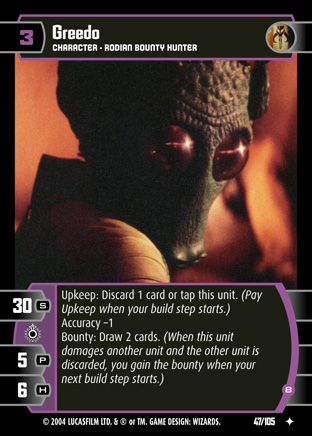 3
Greedo
CHARACTER • RODIAN BOUNTY HUNTER
30 S
5 P
6 H
Upkeep: Discard 1 card or tap this unit. (Pay
Upkeep when your build step starts.)
Accuracy –1
Bounty: Draw 2 cards. (When this unit
damages another unit and the other unit is
discarded, you gain the bounty when your
next build step starts.)
B
© 2004 LUCASFILM LTD. & ® or TM. GAME DESIGN: WIZARDS. 47/105